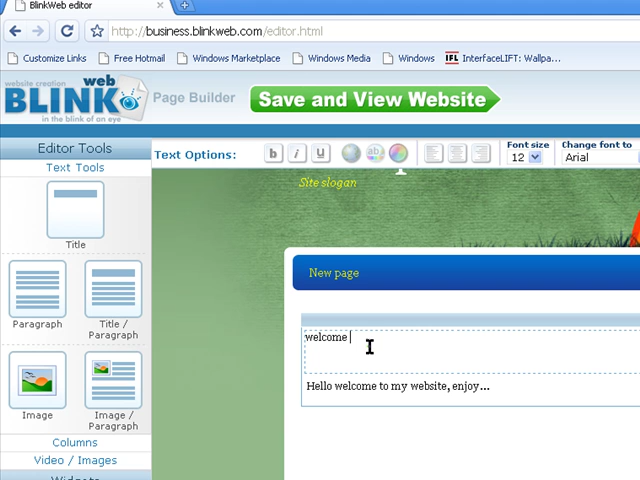 BlinkWeb editor
http://business.blinkweb.com/editor.html
Customize Links Free Hotmail Windows Marketplace Windows Media Windows IFL InterfaceLIFT: Wallpa...
website creation web
BLINK
in the blink of an eye
Page Builder
Save and View Website
Editor Tools
Text Tools
Title
Paragraph
Title /
Paragraph
Image
Image /
Paragraph
Columns
Video / Images
Widgets
Text Options: b i U ab
Font size
12
Change font to
Arial
Site slogan
New page
welcome
Hello welcome to my website, enjoy...